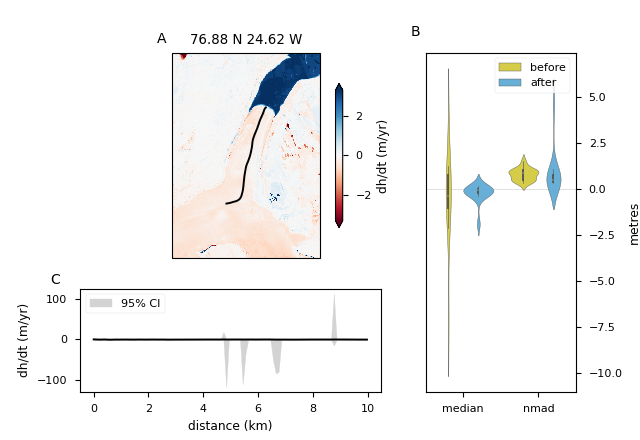 A
76.88 N 24.62 W
2
0
−2
dh/dt (m/yr)
B
before
after
5.0
2.5
0.0
−2.5
−5.0
−7.5
−10.0
metres
median
nmad
C
95% CI
100
0
−100
dh/dt (m/yr)
0 2 4 6 8 10
distance (km)